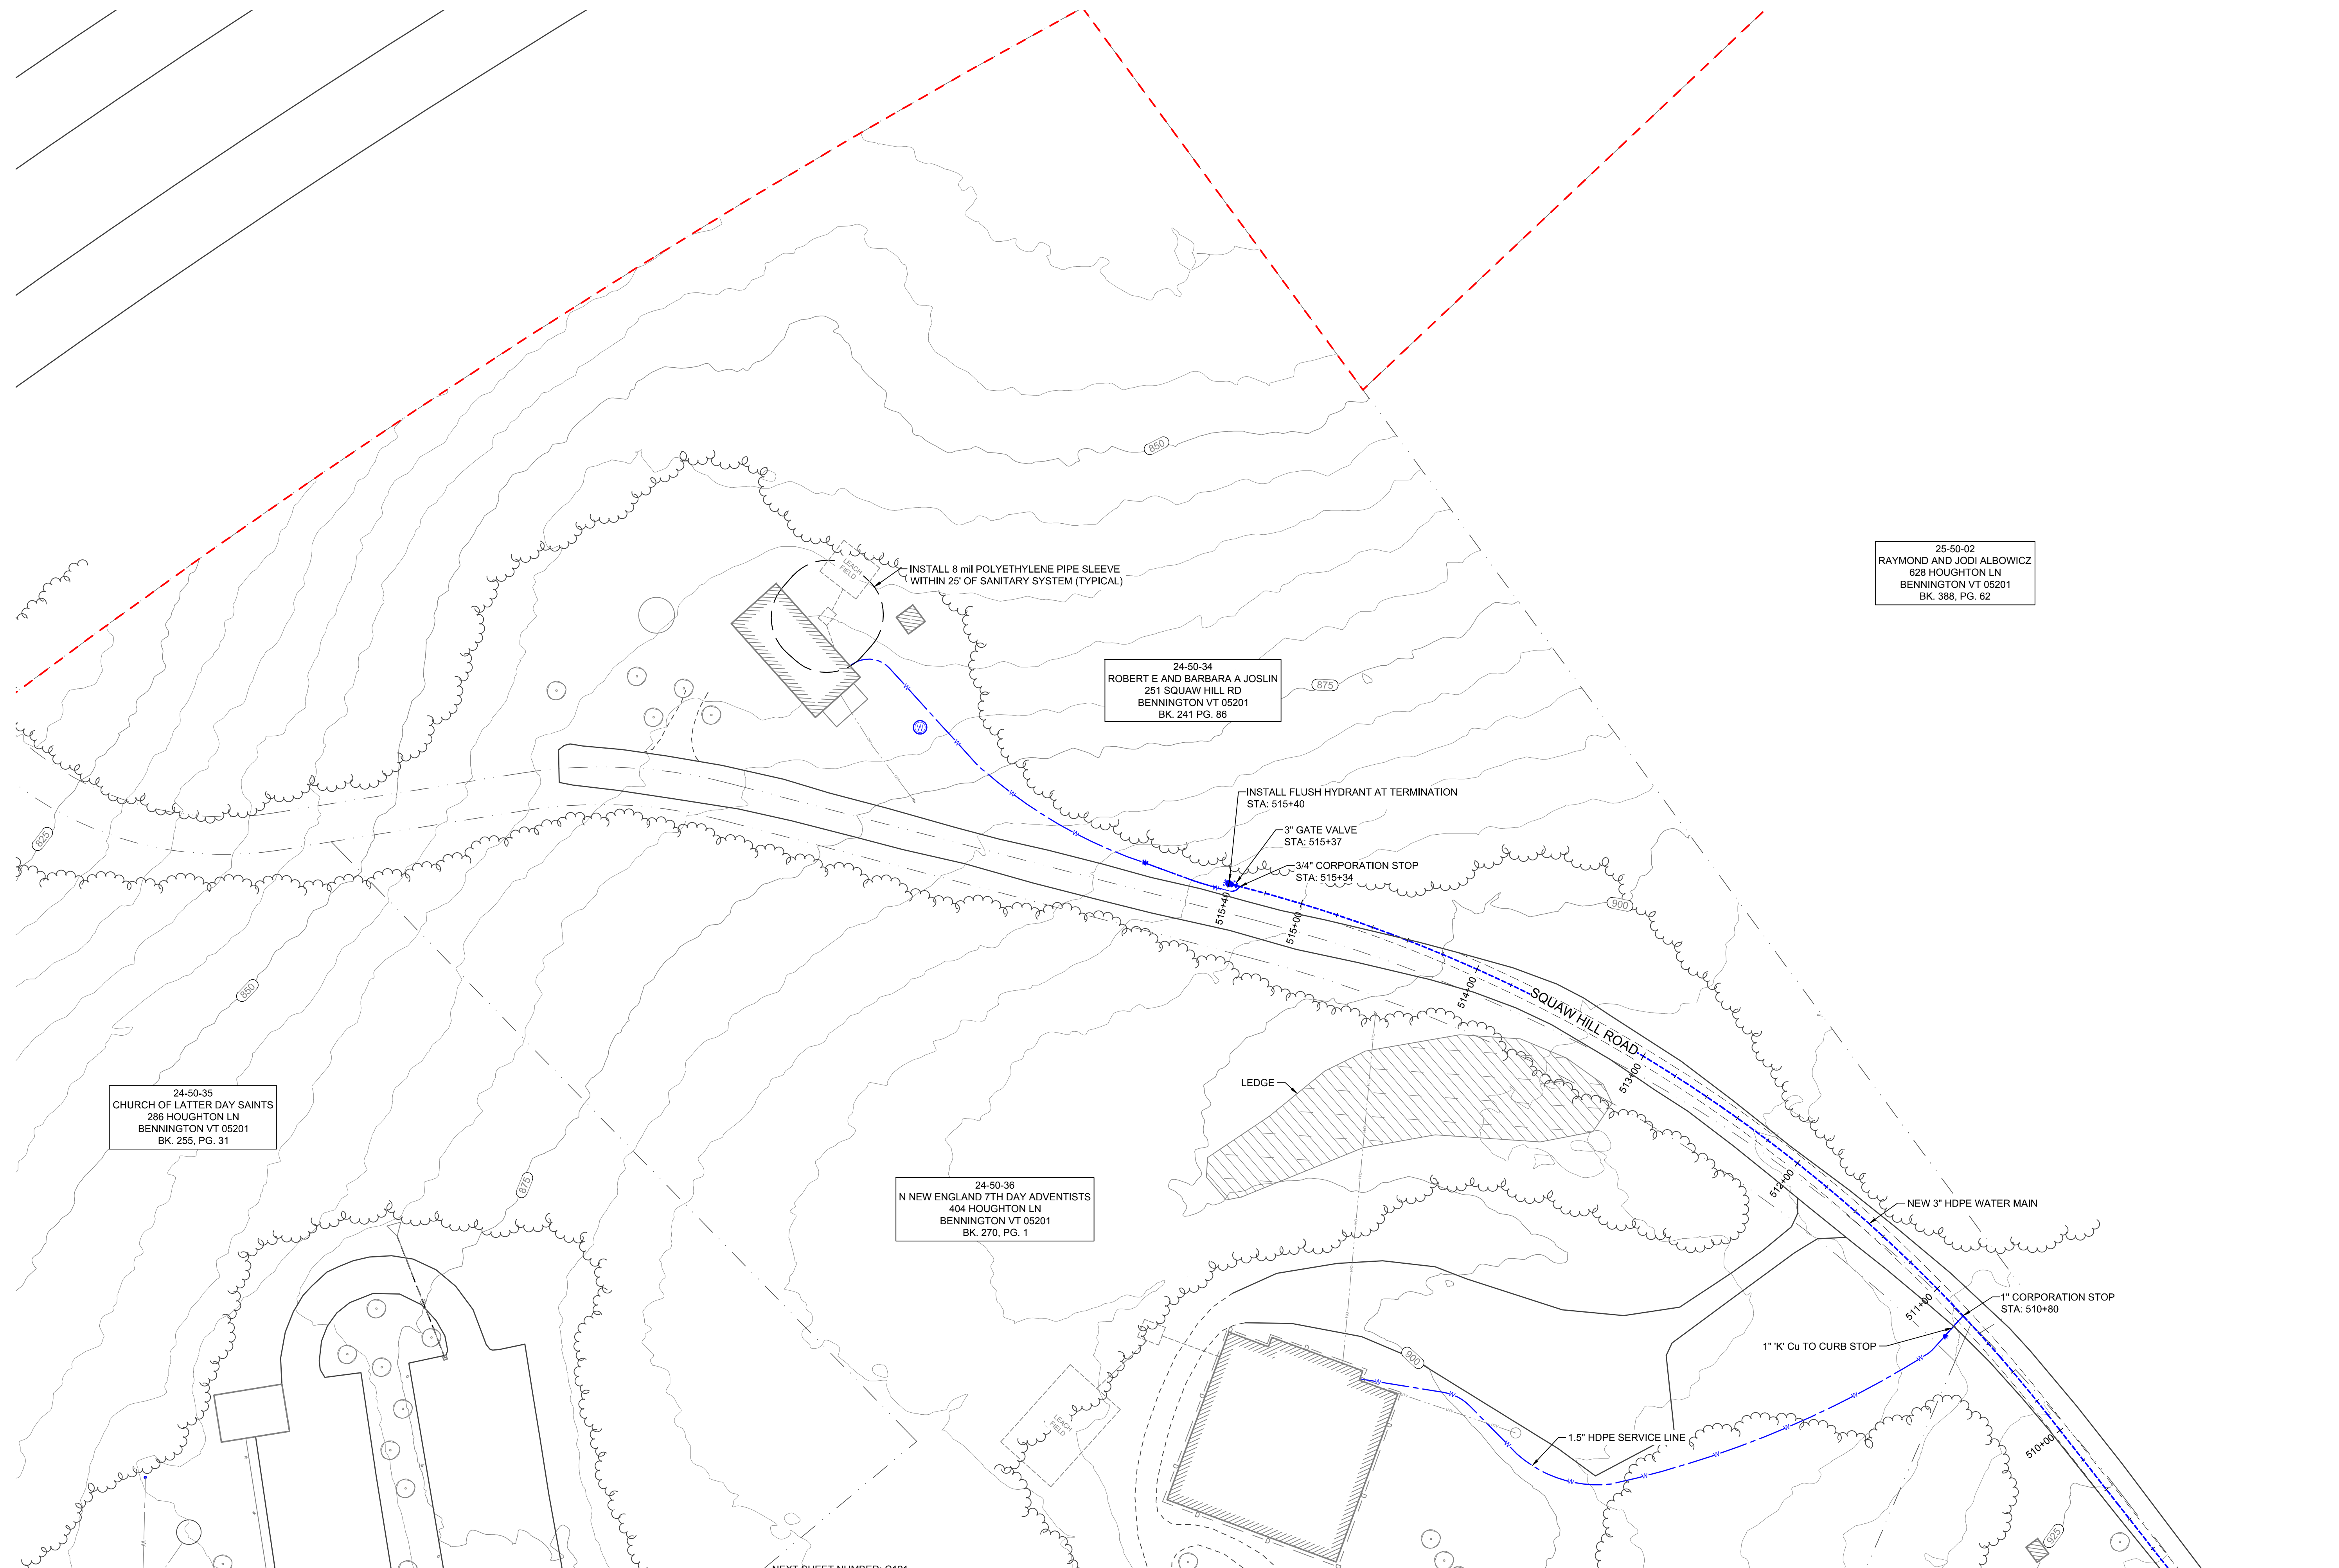 850
INSTALL 8 mil POLYETHYLENE PIPE SLEEVE
WITHIN 25' OF SANITARY SYSTEM (TYPICAL)
LEACH
FIELD
25-50-02
RAYMOND AND JODI ALBOWICZ
628 HOUGHTON LN
BENNINGTON VT 05201
BK. 388, PG. 62
24-50-34
ROBERT E AND BARBARA A JOSLIN
251 SQUAW HILL RD
BENNINGTON VT 05201
BK. 241 PG. 86
875
W
W
W
W
W
825
INSTALL FLUSH HYDRANT AT TERMINATION
STA: 515+40
3" GATE VALVE
STA: 515+37
3/4" CORPORATION STOP
STA: 515+34
W
515+40
515+00
900
850
514+00
SQUAW HILL ROAD
513+00
LEDGE
24-50-35
CHURCH OF LATTER DAY SAINTS
286 HOUGHTON LN
BENNINGTON VT 05201
BK. 255, PG. 31
875
24-50-36
N NEW ENGLAND 7TH DAY ADVENTISTS
404 HOUGHTON LN
BENNINGTON VT 05201
BK. 270, PG. 1
512+00
NEW 3" HDPE WATER MAIN
511+00
1" CORPORATION STOP
STA: 510+80
1" 'K' Cu TO CURB STOP
900
W
W
W
W
W
LEACH
FIELD
1.5" HDPE SERVICE LINE
W
W
W
W
510+00
925
W
NEXT SHEET NUMBER: C121